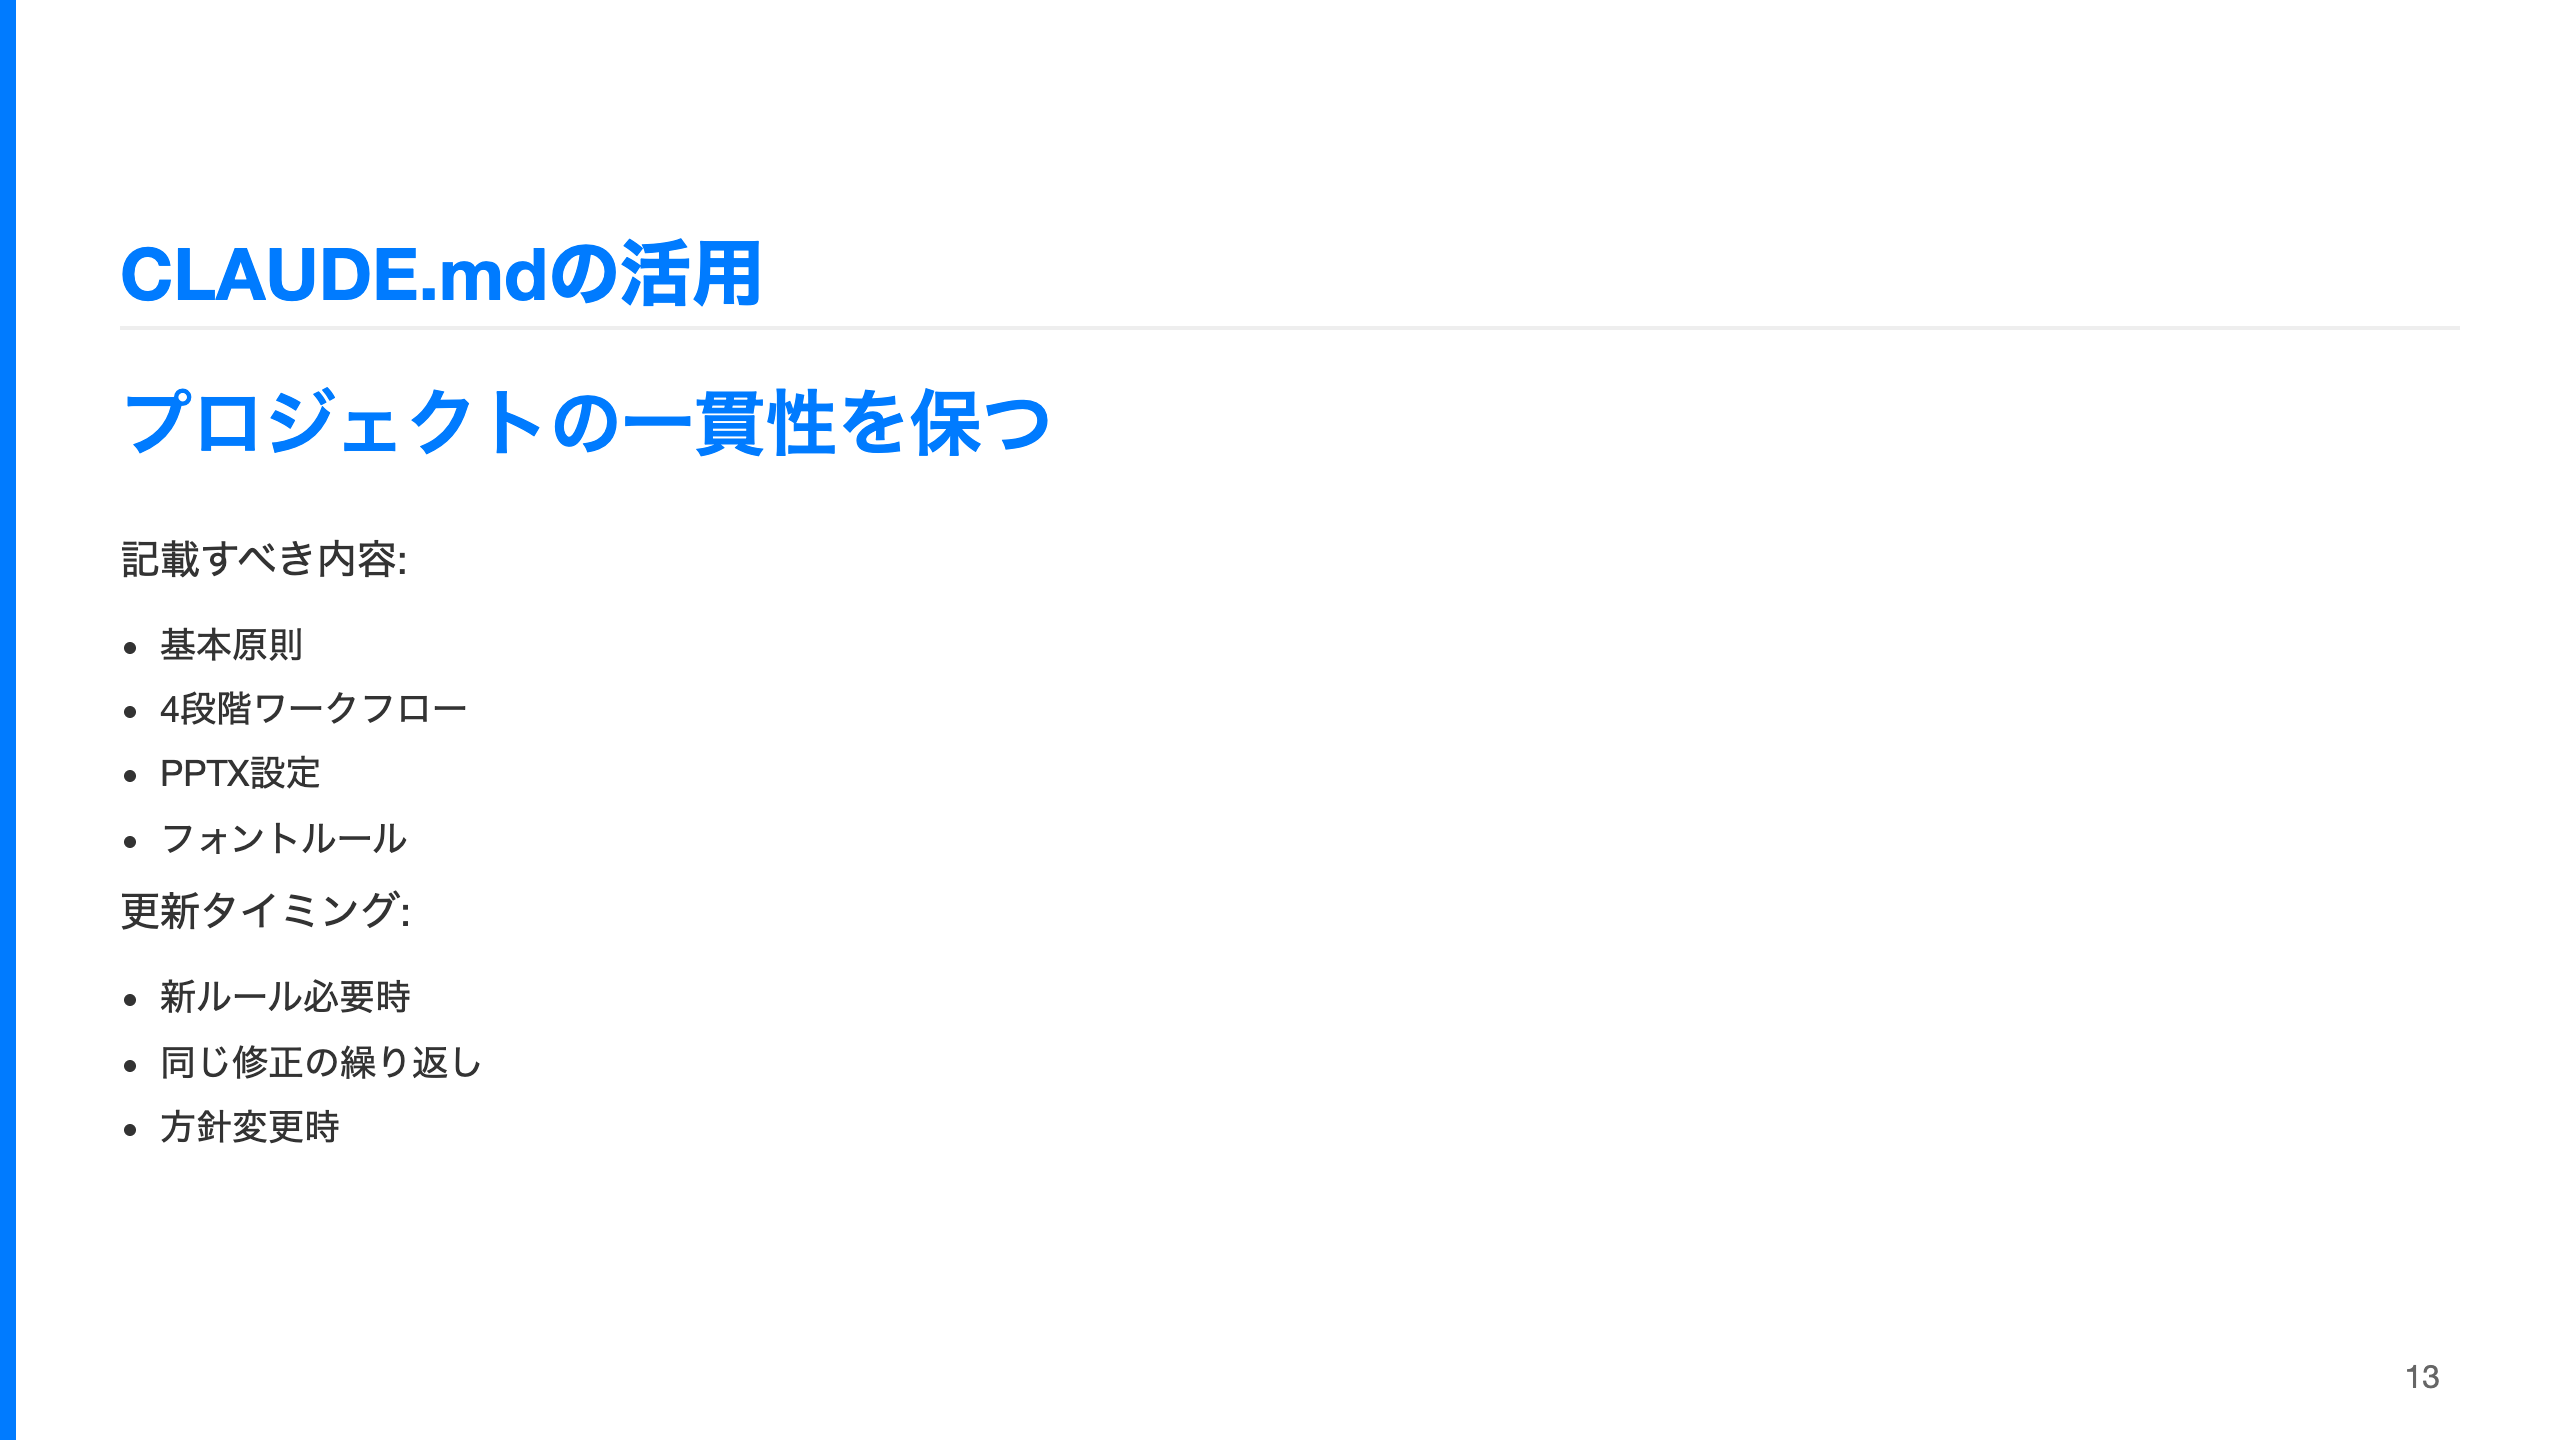 CLAUDE.mdの活用
プロジェクトの一貫性を保つ
記載すべき内容:
• 基本原則
• 4段階ワークフロー
• PPTX設定
• フォントルール
更新タイミング:
• 新ルール必要時
• 同じ修正の繰り返し
• 方針変更時
13